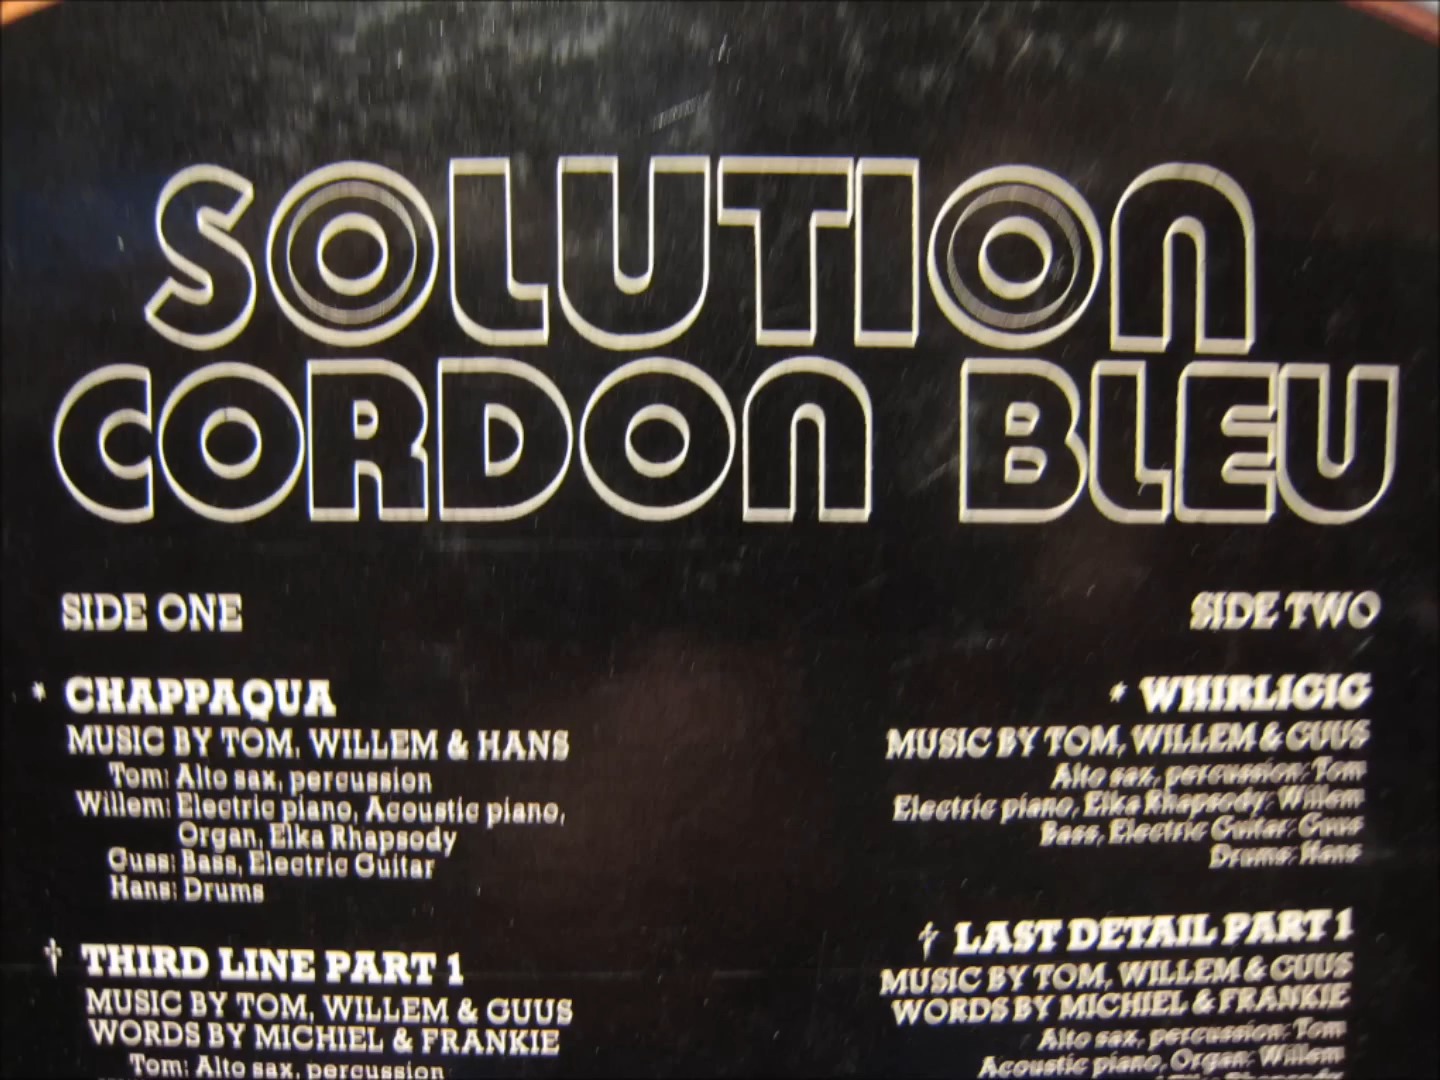 SOLUTION
CORDON BLEU
SIDE ONE
* CHAPPAQUA
MUSIC BY TOM, WILLEM & HANS
Tom: Alto sax, percussion
Willem: Electric piano, Acoustic piano,
Organ, Elka Rhapsody
Guss: Bass, Electric Guitar
Hans: Drums
† THIRD LINE PART 1
MUSIC BY TOM, WILLEM & GUUS
WORDS BY MICHIEL & FRANKIE
Tom: Alto sax, percussion
SIDE TWO
* WHIRLIGIG
MUSIC BY TOM, WILLEM & GUUS
Alto sax, percussion: Tom
Electric piano, Elka Rhapsody: Willem
Bass, Electric Guitar: Guus
Drums: Hans
† LAST DETAIL PART 1
MUSIC BY TOM, WILLEM & GUUS
WORDS BY MICHIEL & FRANKIE
Alto sax, percussion: Tom
Acoustic piano, Organ: Willem